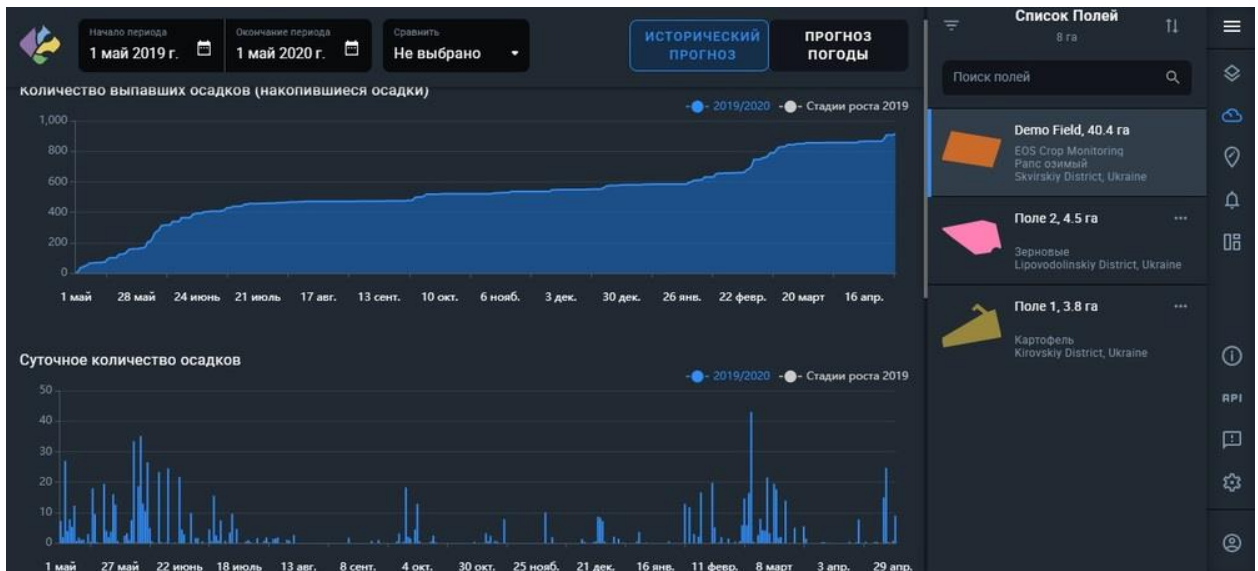 Начало периода
1 май 2019 г.
Окончание периода
1 май 2020 г.
Сравнить
Не выбрано
ИСТОРИЧЕСКИЙ
ПРОГНОЗ
ПРОГНОЗ
ПОГОДЫ
Количество выпавших осадков (накопившиеся осадки)
2019/2020 Стадии роста 2019
1,000
800
600
400
200
0
1 май 28 май 24 июнь 21 июль 17 авг. 13 сент. 10 окт. 6 нояб. 3 дек. 30 дек. 26 янв. 22 февр. 20 март 16 апр.
Суточное количество осадков
2019/2020 Стадии роста 2019
50
40
30
20
10
0
1 май 27 май 22 июнь 18 июль 13 авг. 8 сент. 4 окт. 30 окт. 25 нояб. 21 дек. 16 янв. 11 февр. 8 март 3 апр. 29 апр.
Список Полей
8 га
Поиск полей
Demo Field, 40.4 га
EOS Crop Monitoring
Рапс озимый
Skvirskiy District, Ukraine
Поле 2, 4.5 га
Зерновые
Lipovodolinskiy District, Ukraine
Поле 1, 3.8 га
Картофель
Kirovskiy District, Ukraine
API